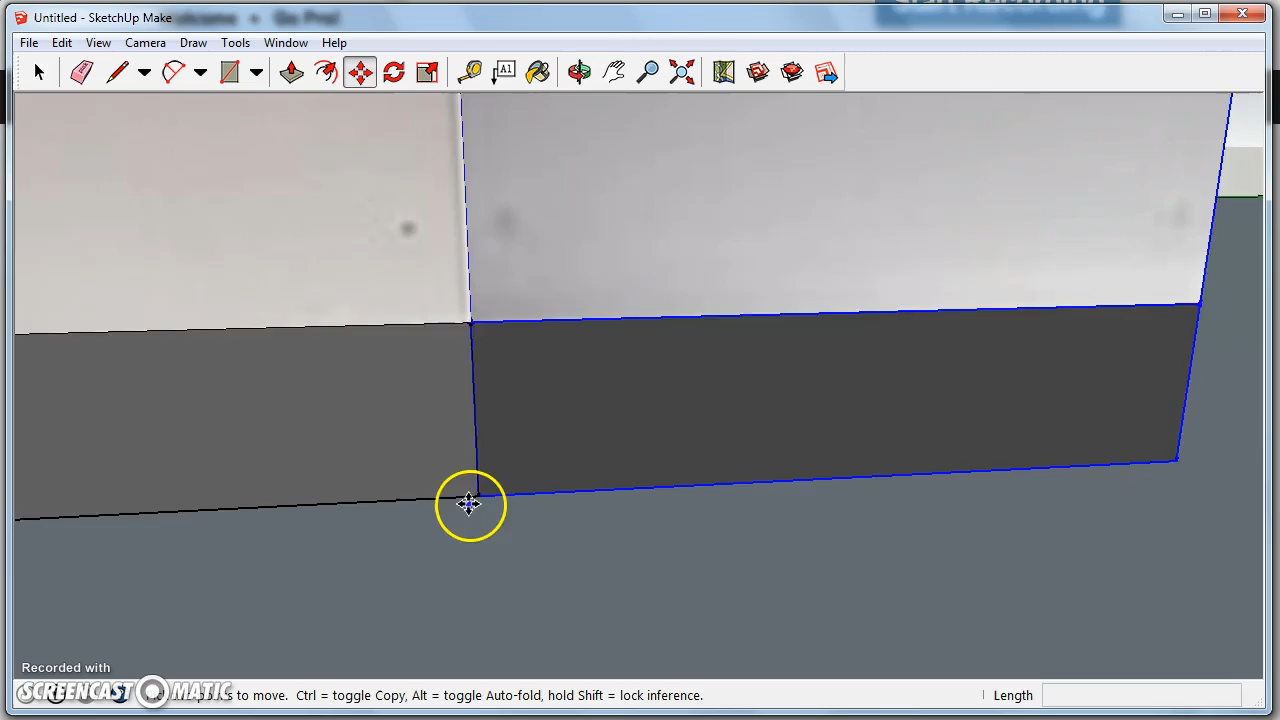 Untitled - SketchUp Make
File Edit View Camera Draw Tools Window Help
A1
Recorded with
SCREENCAST MATIC
to move. Ctrl = toggle Copy, Alt = toggle Auto-fold, hold Shift = lock inference.
Length